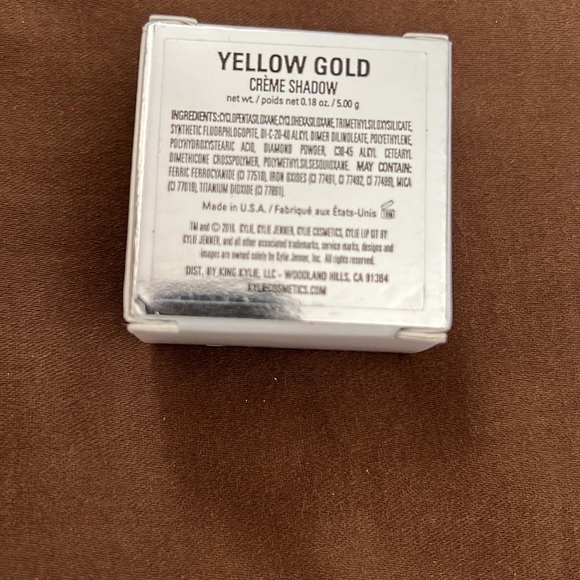 YELLOW GOLD
CRÈME SHADOW
net wt. / poids net 0.18 oz. / 5.00 g
INGREDIENTS: CYCLOPENTASILOXANE, CYCLOHEXASILOXANE, TRIMETHYLSILOXYSILICATE,
SYNTHETIC FLUORPHLOGOPITE, DI-C-20-40 ALKYL DIMER DILINOLEATE, POLYETHYLENE,
POLYHYDROXYSTEARIC ACID, DIAMOND POWDER, C30-45 ALKYL CETEARYL
DIMETHICONE CROSSPOLYMER, POLYMETHYLSILSESQUIOXANE. MAY CONTAIN:
FERRIC FERROCYANIDE (CI 77510), IRON OXIDES (CI 77491, CI 77492, CI 77499), MICA
(CI 77019), TITANIUM DIOXIDE (CI 77891).
Made in U.S.A. / Fabriqué aux États-Unis
TM and © 2016. KYLIE, KYLIE JENNER, KYLIE COSMETICS, KYLIE LIP KIT BY
KYLIE JENNER, and all other associated trademarks, service marks, designs and
images are owned solely by Kylie Jenner, Inc. All rights reserved.
DIST. BY KING KYLIE, LLC - WOODLAND HILLS, CA 91364
KYLIECOSMETICS.COM